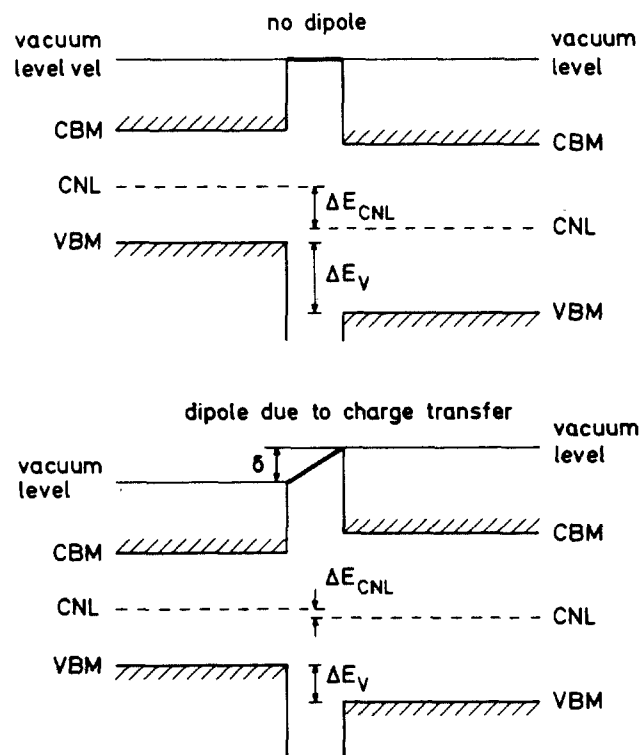 no dipole
vacuum
level vel
vacuum
level
CBM
CBM
CNL
ΔE_CNL
CNL
VBM
ΔE_V
VBM
dipole due to charge transfer
δ
vacuum
level
vacuum
level
CBM
CBM
ΔE_CNL
CNL
CNL
VBM
ΔE_V
VBM